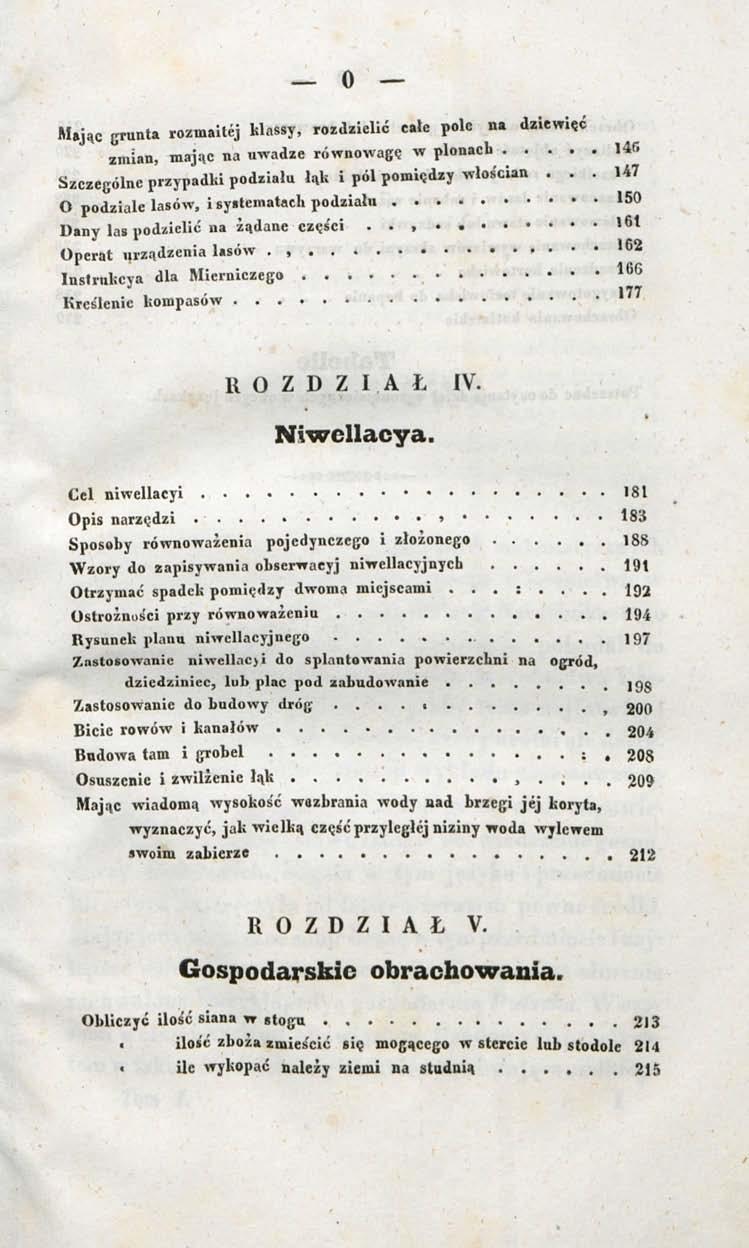 — 0 —
Mając grunta rozmaitéj klassy, rozdzielić całe pole na dziewięć
zmian, mając na uwadze równowagę w plonach . . . . . 146
Szczególne przypadki podziału łąk i pól pomiędzy włościan . . . 147
O podziale lasów, i systematach podziału . . . . . . . . . . 150
Dany las podzielić na żądane części . . . . . . . . . . 161
Operat urządzenia lasów . . . . . . . . . . . . . . 162
Instrukcya dla Mierniczego . . . . . . . . . . . . . 166
Kreślenie kompasów . . . . . . . . . . . . . . . . 177
ROZDZIAŁ IV.
Niwellacya.
Cel niwellacyi . . . . . . . . . . . . . . . . . 181
Opis narzędzi . . . . . . . . . . . . . . . . . 183
Sposoby równoważenia pojedynczego i złożonego . . . . . . 188
Wzory do zapisywania obserwacyj niwellacyjnych . . . . . . 191
Otrzymać spadek pomiędzy dwoma miejscami . . . : . . . . 192
Ostrożności przy równoważeniu . . . . . . . . . . . . 194
Rysunek planu niwellacyjnego . . . . . . . . . . . . 197
Zastosowanie niwellacyi do splantowania powierzchni na ogród,
dziedziniec, lub plac pod zabudowanie . . . . . . . 198
Zastosowanie do budowy dróg . . . . . . . . . . . , 200
Bicie rowów i kanałów . . . . . . . . . . . . . . . 204
Budowa tam i grobel . . . . . . . . . . . . . . : . 208
Osuszenie i zwilżenie łąk . . . . . . . . . . . . . . 209
Mając wiadomą wysokość wezbrania wody nad brzegi jéj koryta,
wyznaczyć, jak wielką część przyległéj niziny woda wylewem
swoim zabierze . . . . . . . . . . . . . . . 212
ROZDZIAŁ V.
Gospodarskie obrachowania.
Obliczyć ilość siana w stogu . . . . . . . . . . . . . 213
« ilość zboża zmieścić się mogącego w stercie lub stodole 214
« ile wykopać należy ziemi na studnią . . . . . . 215